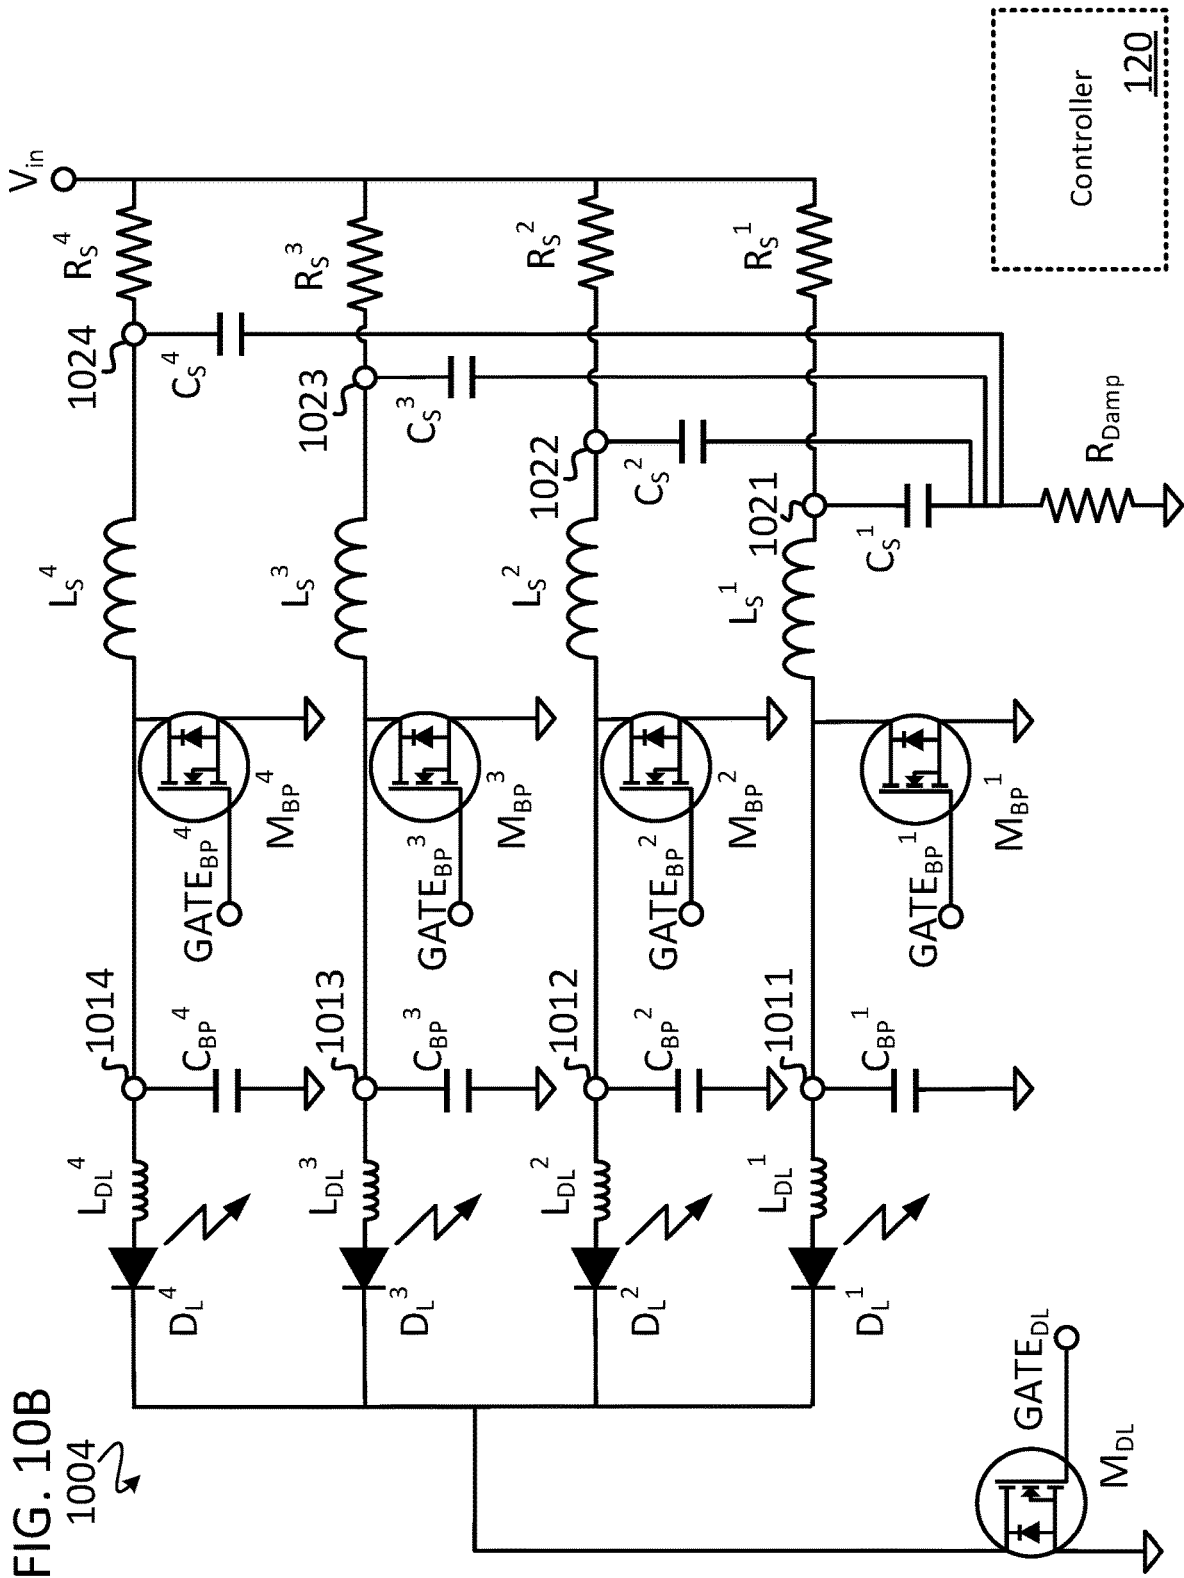 FIG. 10B
1004
V_in
R_S^4
1024
C_S^4
L_S^4
M_BP^4
GATE_BP^4
1014
C_BP^4
L_DL^4
D_L^4
R_S^3
1023
C_S^3
L_S^3
M_BP^3
GATE_BP^3
1013
C_BP^3
L_DL^3
D_L^3
R_S^2
1022
C_S^2
L_S^2
M_BP^2
GATE_BP^2
1012
C_BP^2
L_DL^2
D_L^2
R_S^1
1021
C_S^1
L_S^1
M_BP^1
GATE_BP^1
1011
C_BP^1
L_DL^1
D_L^1
R_Damp
GATE_DL
M_DL
Controller
120